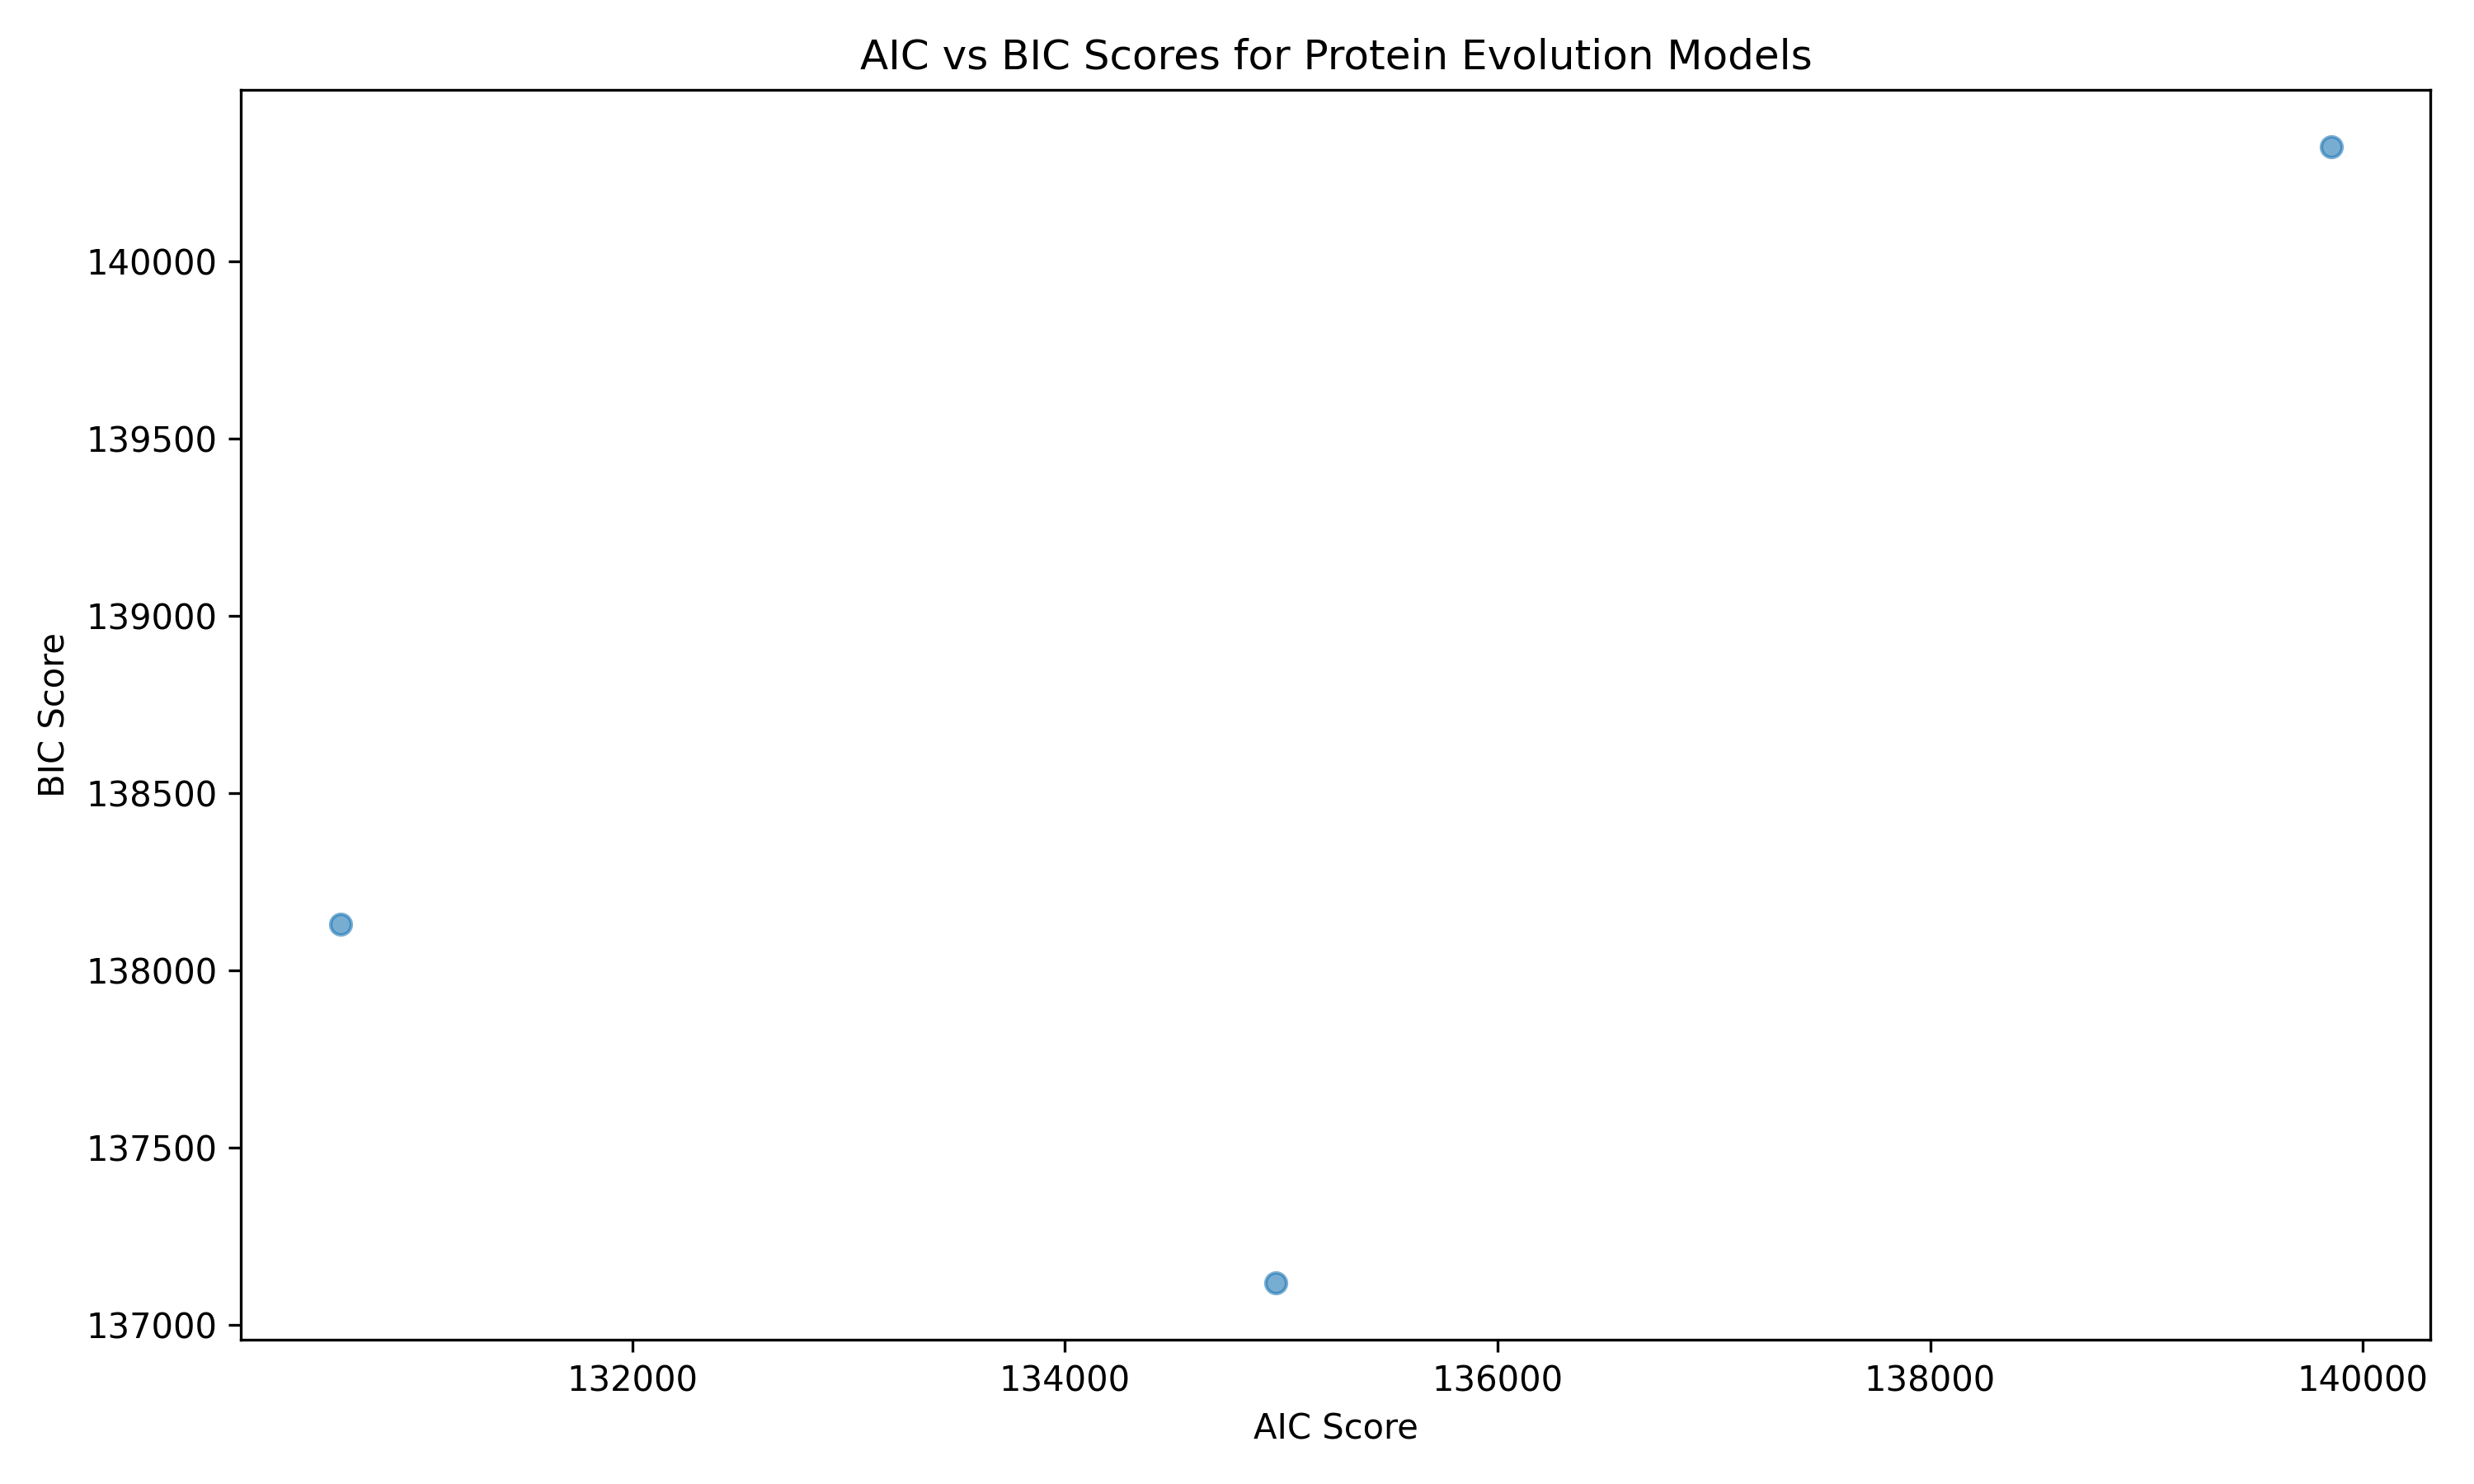 AIC vs BIC Scores for Protein Evolution Models
140000
139500
139000
138500
138000
137500
137000
BIC Score
132000 134000 136000 138000 140000
AIC Score